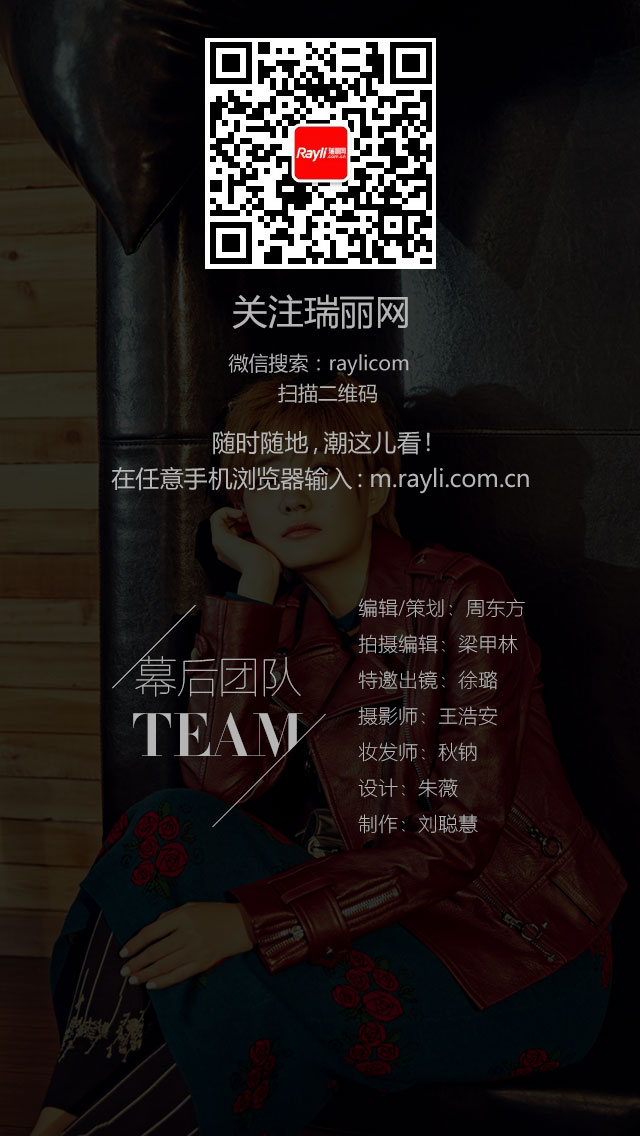 Rayli 瑞丽网
.com.cn
关注瑞丽网
微信搜索：raylicom
扫描二维码
随时随地，潮这儿看！
在任意手机浏览器输入：m.rayli.com.cn
幕后团队
TEAM
编辑/策划：周东方
拍摄编辑：梁甲林
特邀出镜：徐璐
摄影师：王浩安
妆发师：秋钠
设计：朱薇
制作：刘聪慧